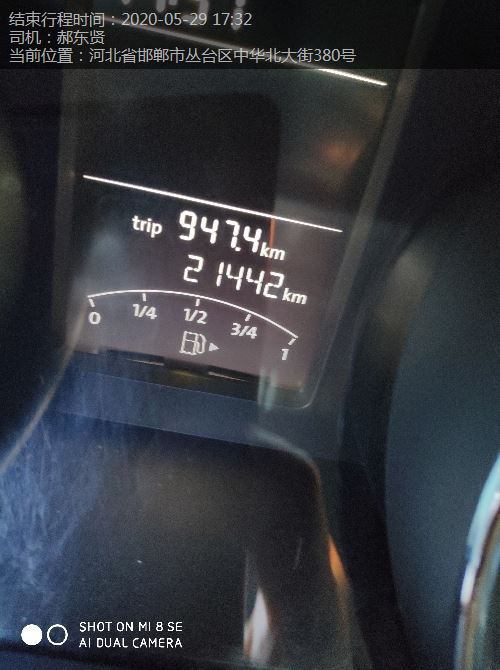 结束行程时间：2020-05-29 17:32
司机：郝东贤
当前位置：河北省邯郸市丛台区中华北大街380号
trip 947.4km
21442km
0 1/4 1/2 3/4 1
SHOT ON MI 8 SE
AI DUAL CAMERA